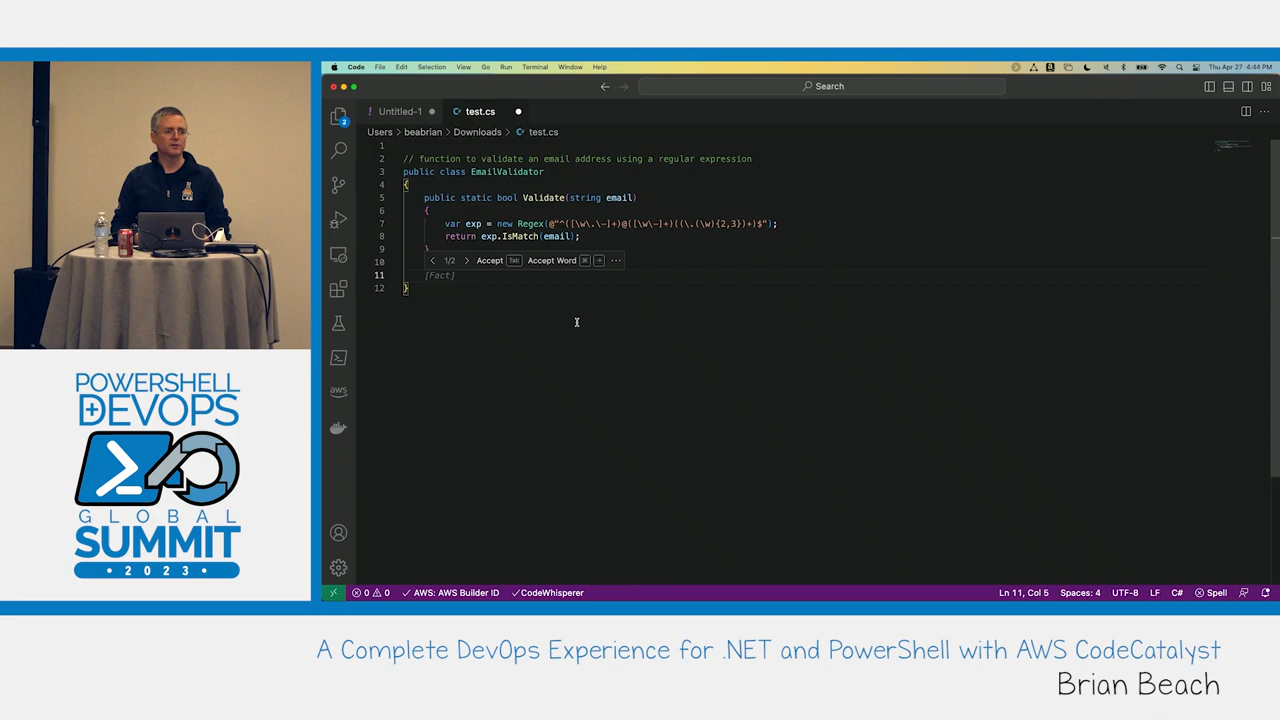 Code File Edit Selection View Go Run Terminal Window Help Thu Apr 27 4:44 PM
Search
Untitled-1 test.cs
Users > beabrian > Downloads > test.cs
1
2 // function to validate an email address using a regular expression
3 public class EmailValidator
4 {
5 public static bool Validate(string email)
6 {
7 var exp = new Regex(@"^([\w\.\-]+)@([\w\-]+)((\.(\w){2,3})+)$");
8 return exp.IsMatch(email);
9 }
10 < 1/2 > Accept Tab Accept Word ⌘ → ···
11 [Fact]
12 }
2
aws
POWERSHELL
+DEVOPS
GLOBAL
SUMMIT
· 2023 ·
0 0 AWS: AWS Builder ID CodeWhisperer Ln 11, Col 5 Spaces: 4 UTF-8 LF C# Spell
A Complete DevOps Experience for .NET and PowerShell with AWS CodeCatalyst
Brian Beach